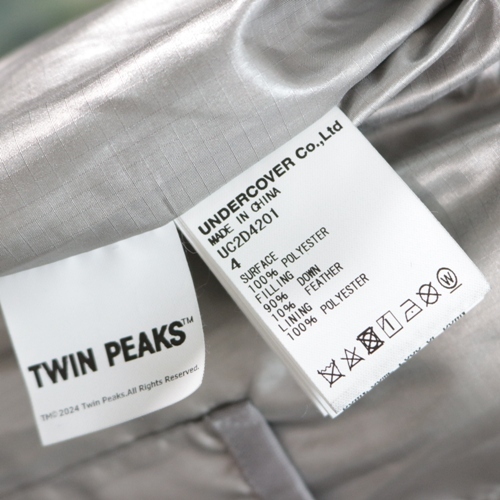 UNDERCOVER Co.,Ltd
MADE IN CHINA
UC2D4201
4
SURFACE
100% POLYESTER
FILLING
90% DOWN
10% FEATHER
LINING
100% POLYESTER
W
TWIN PEAKS™
TM©2024 Twin Peaks.All Rights Reserved.